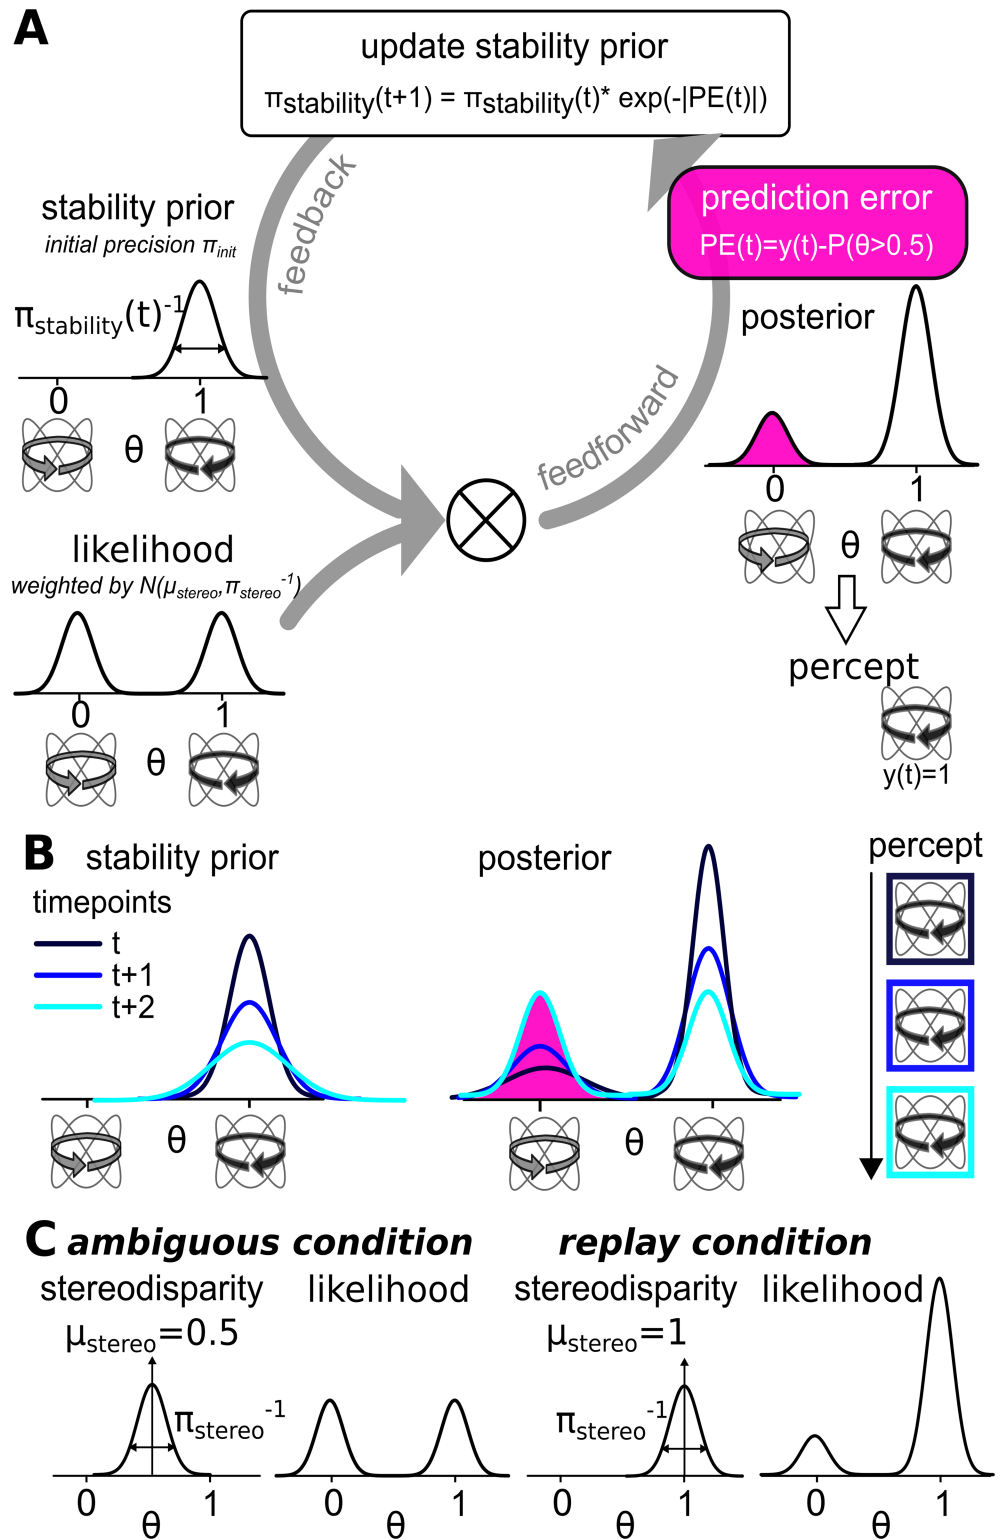 A
update stability prior
πstability(t+1) = πstability(t)* exp(-|PE(t)|)
feedback
prediction error
PE(t)=y(t)-P(θ>0.5)
stability prior
initial precision πinit
πstability(t)-1
0 1
θ
posterior
feedforward
0 1
θ
likelihood
weighted by N(μstereo,πstereo-1)
0 1
θ
percept
y(t)=1
B
stability prior
posterior
percept
timepoints
t
t+1
t+2
θ
θ
C ambiguous condition
replay condition
stereodisparity
likelihood
stereodisparity
likelihood
μstereo=0.5
μstereo=1
πstereo-1
πstereo-1
0 1
0 1
0 1
0 1
θ
θ
θ
θ